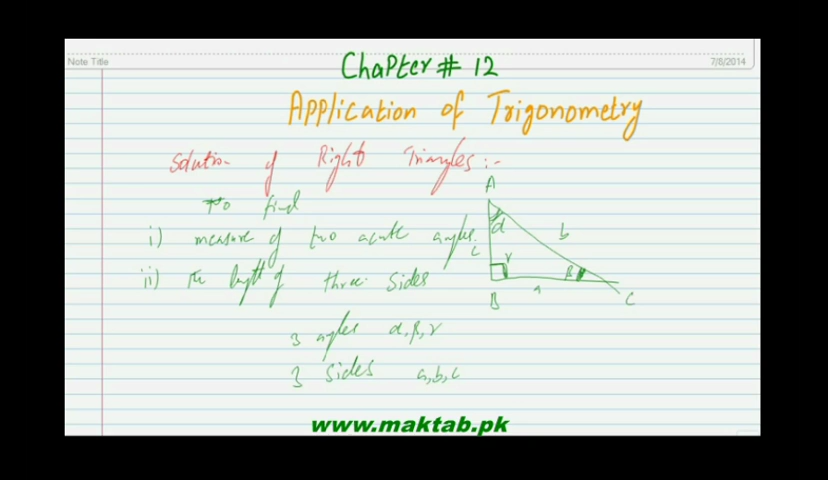 Note Title
7/8/2014
Chapter # 12
Application of Trigonometry
Solution of Right Triangles :-
To find
i) measure of two acute angles.
ii) The length of three sides
A
α
b
c
γ
β
B
a
C
3 angles α, β, γ
3 sides a, b, c
www.maktab.pk